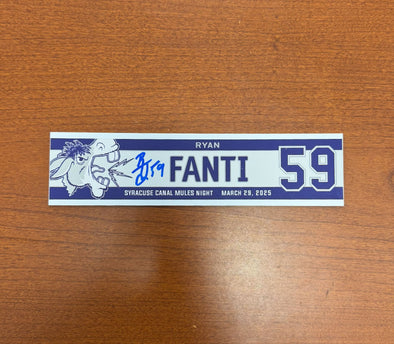 RYAN
FANTI
59
SYRACUSE CANAL MULES NIGHT MARCH 29, 2025